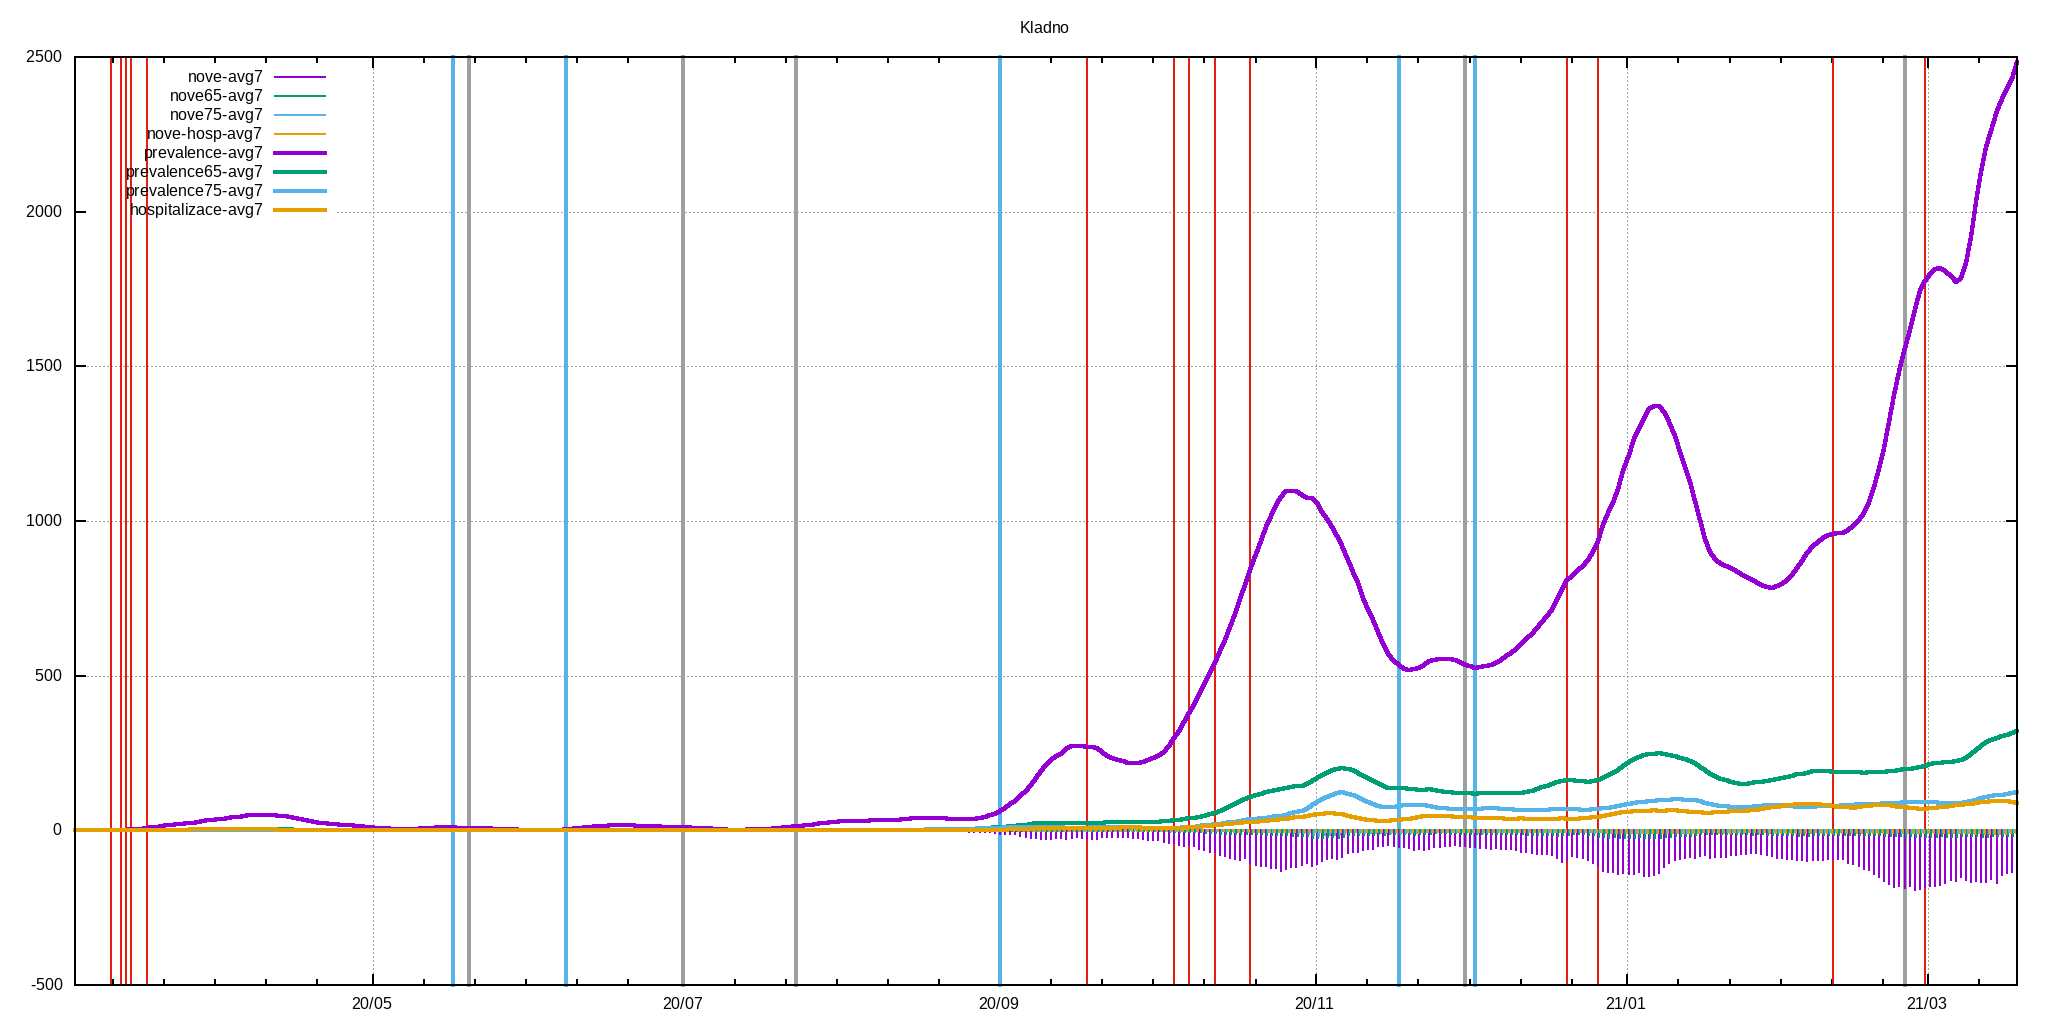 Kladno
2500
2000
1500
1000
500
0
-500
nove-avg7
nove65-avg7
nove75-avg7
nove-hosp-avg7
prevalence-avg7
prevalence65-avg7
prevalence75-avg7
hospitalizace-avg7
20/05 20/07 20/09 20/11 21/01 21/03